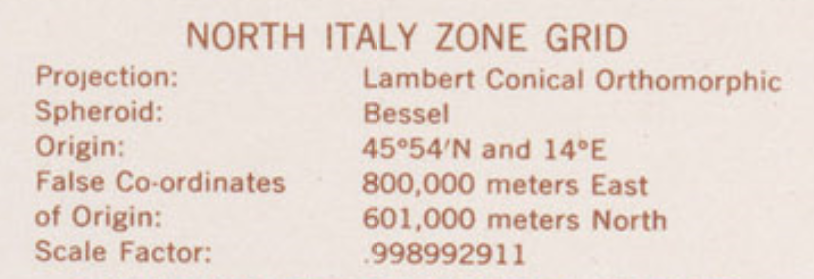 NORTH ITALY ZONE GRID
Projection: Lambert Conical Orthomorphic
Spheroid: Bessel
Origin: 45°54'N and 14°E
False Co-ordinates 800,000 meters East
of Origin: 601,000 meters North
Scale Factor: .998992911